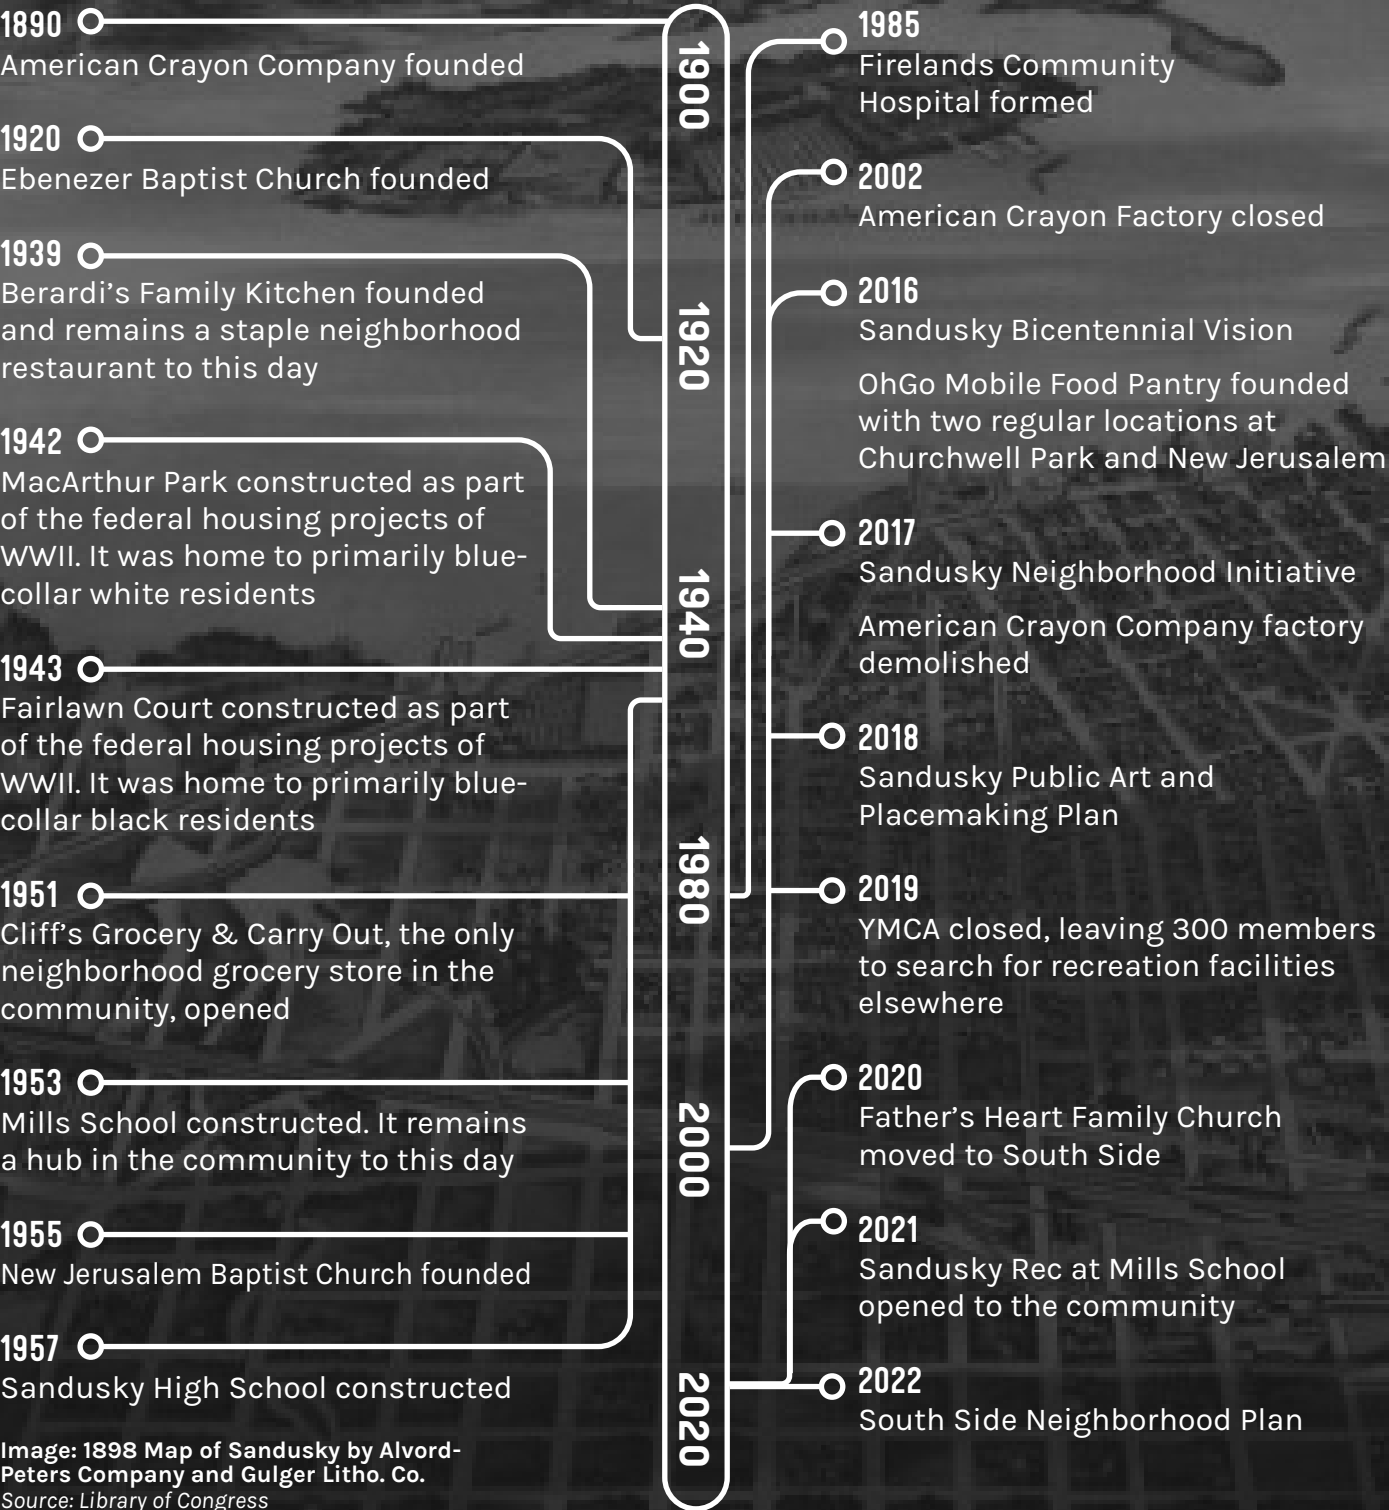 1890
American Crayon Company founded
1920
Ebenezer Baptist Church founded
1939
Berardi’s Family Kitchen founded
and remains a staple neighborhood
restaurant to this day
1942
MacArthur Park constructed as part
of the federal housing projects of
WWII. It was home to primarily blue-
collar white residents
1943
Fairlawn Court constructed as part
of the federal housing projects of
WWII. It was home to primarily blue-
collar black residents
1951
Cliff’s Grocery & Carry Out, the only
neighborhood grocery store in the
community, opened
1953
Mills School constructed. It remains
a hub in the community to this day
1955
New Jerusalem Baptist Church founded
1957
Sandusky High School constructed
Image: 1898 Map of Sandusky by Alvord-
Peters Company and Gulger Litho. Co.
Source: Library of Congress
1900
1920
1940
1980
2000
2020
1985
Firelands Community
Hospital formed
2002
American Crayon Factory closed
2016
Sandusky Bicentennial Vision
OhGo Mobile Food Pantry founded
with two regular locations at
Churchwell Park and New Jerusalem
2017
Sandusky Neighborhood Initiative
American Crayon Company factory
demolished
2018
Sandusky Public Art and
Placemaking Plan
2019
YMCA closed, leaving 300 members
to search for recreation facilities
elsewhere
2020
Father’s Heart Family Church
moved to South Side
2021
Sandusky Rec at Mills School
opened to the community
2022
South Side Neighborhood Plan